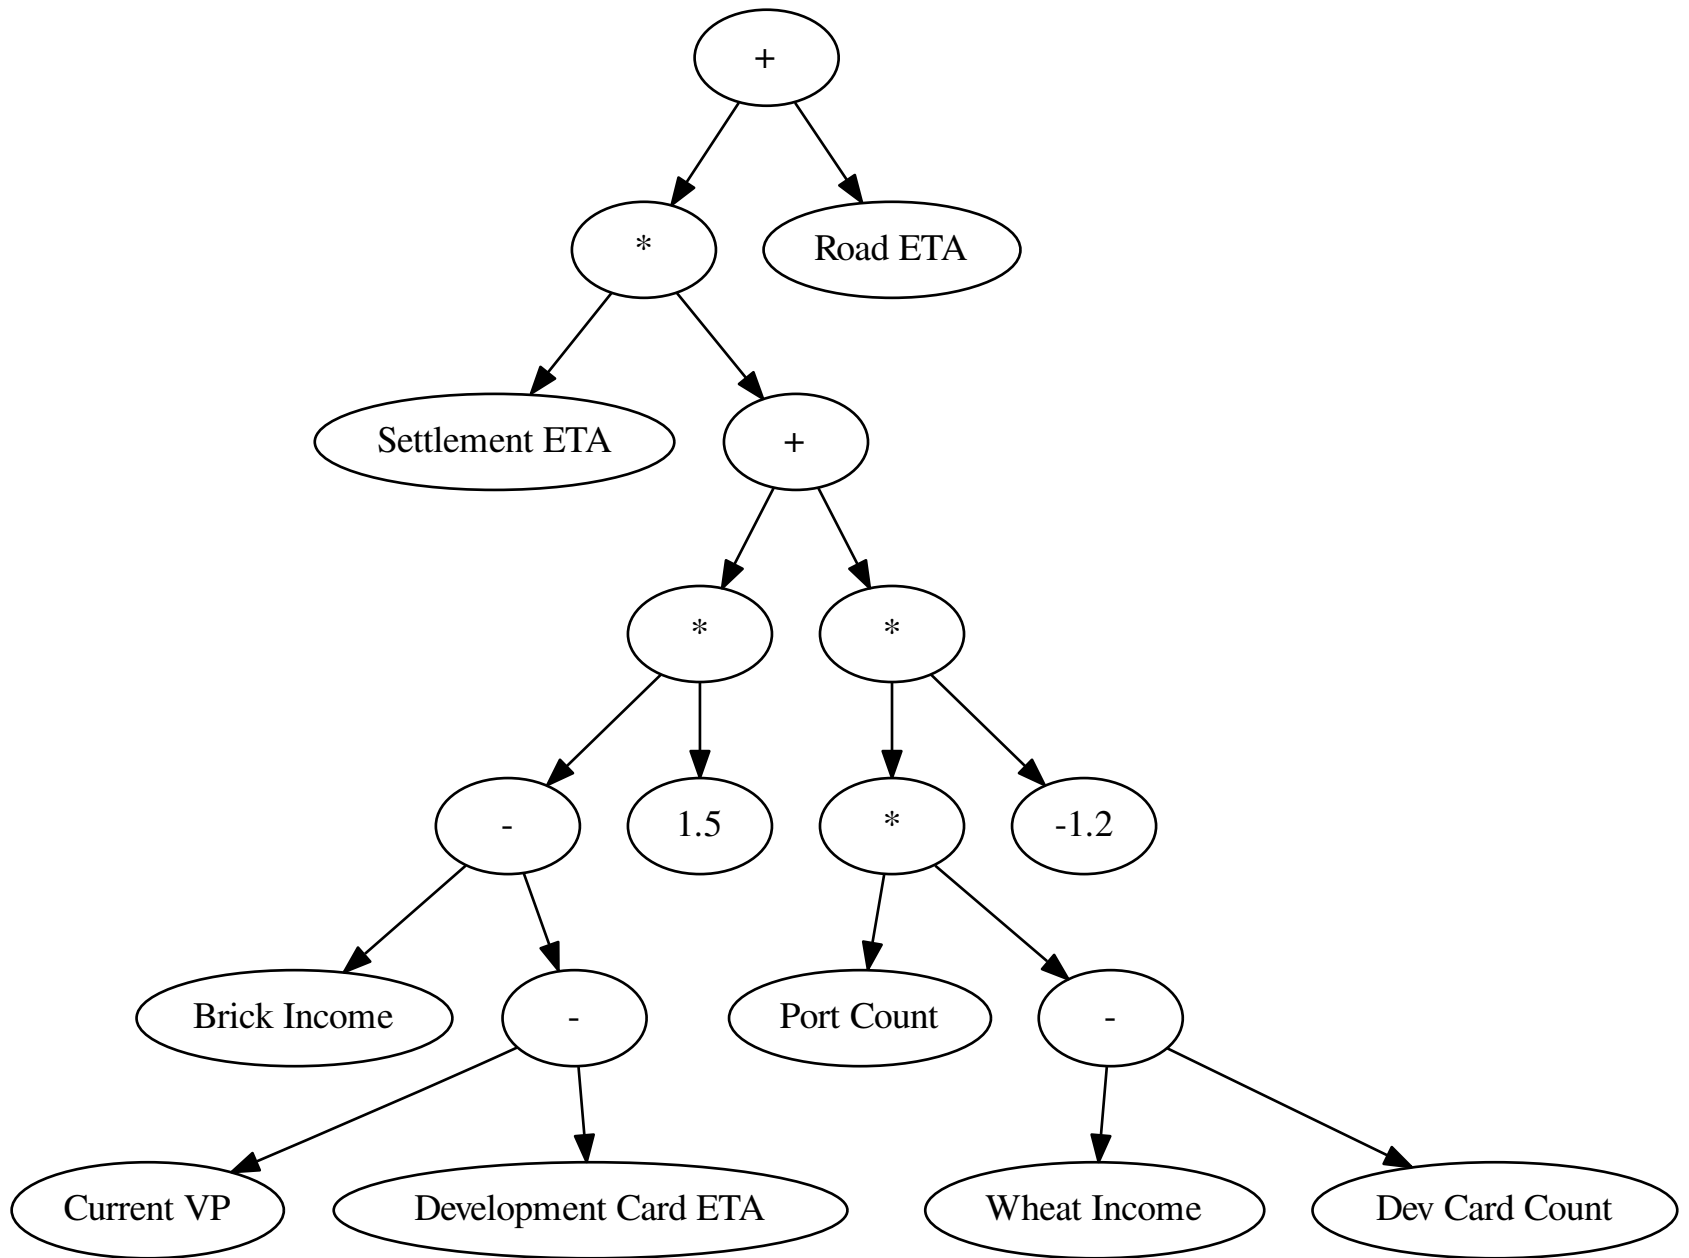 +
* Road ETA
Settlement ETA +
* *
- 1.5 * -1.2
Brick Income - Port Count -
Current VP Development Card ETA Wheat Income Dev Card Count